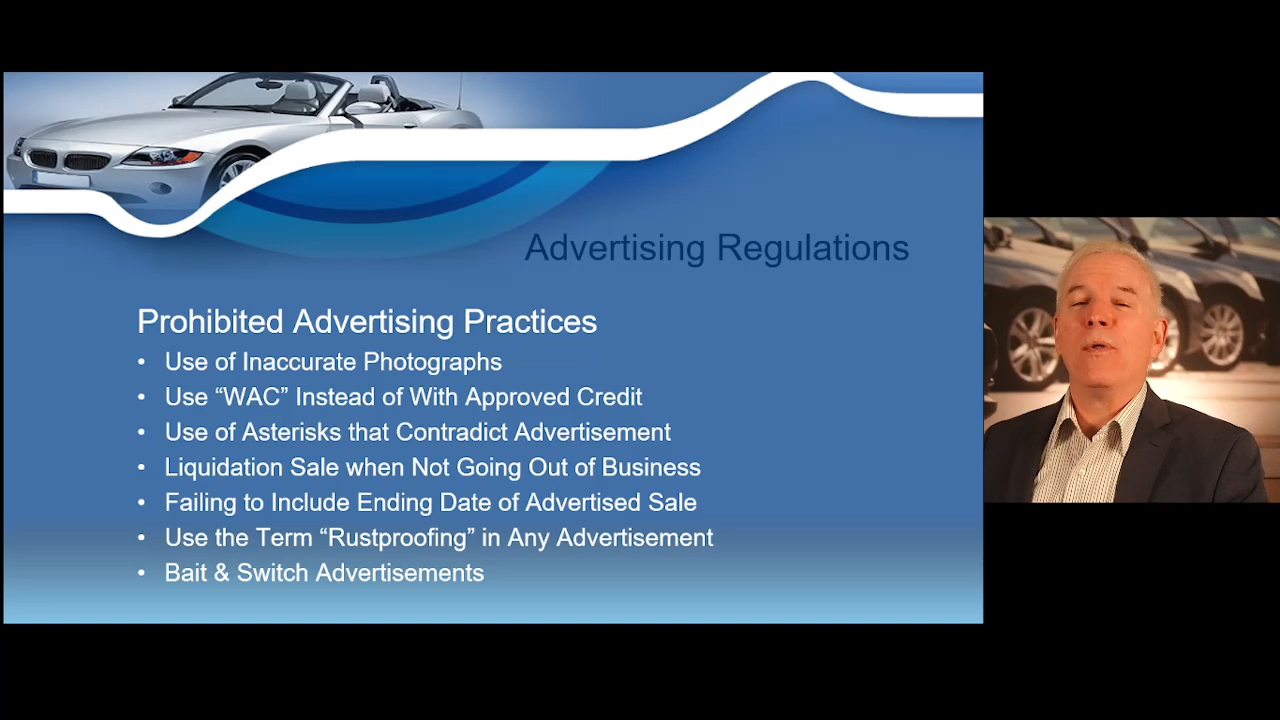 Advertising Regulations
Prohibited Advertising Practices
• Use of Inaccurate Photographs
• Use “WAC” Instead of With Approved Credit
• Use of Asterisks that Contradict Advertisement
• Liquidation Sale when Not Going Out of Business
• Failing to Include Ending Date of Advertised Sale
• Use the Term “Rustproofing” in Any Advertisement
• Bait & Switch Advertisements